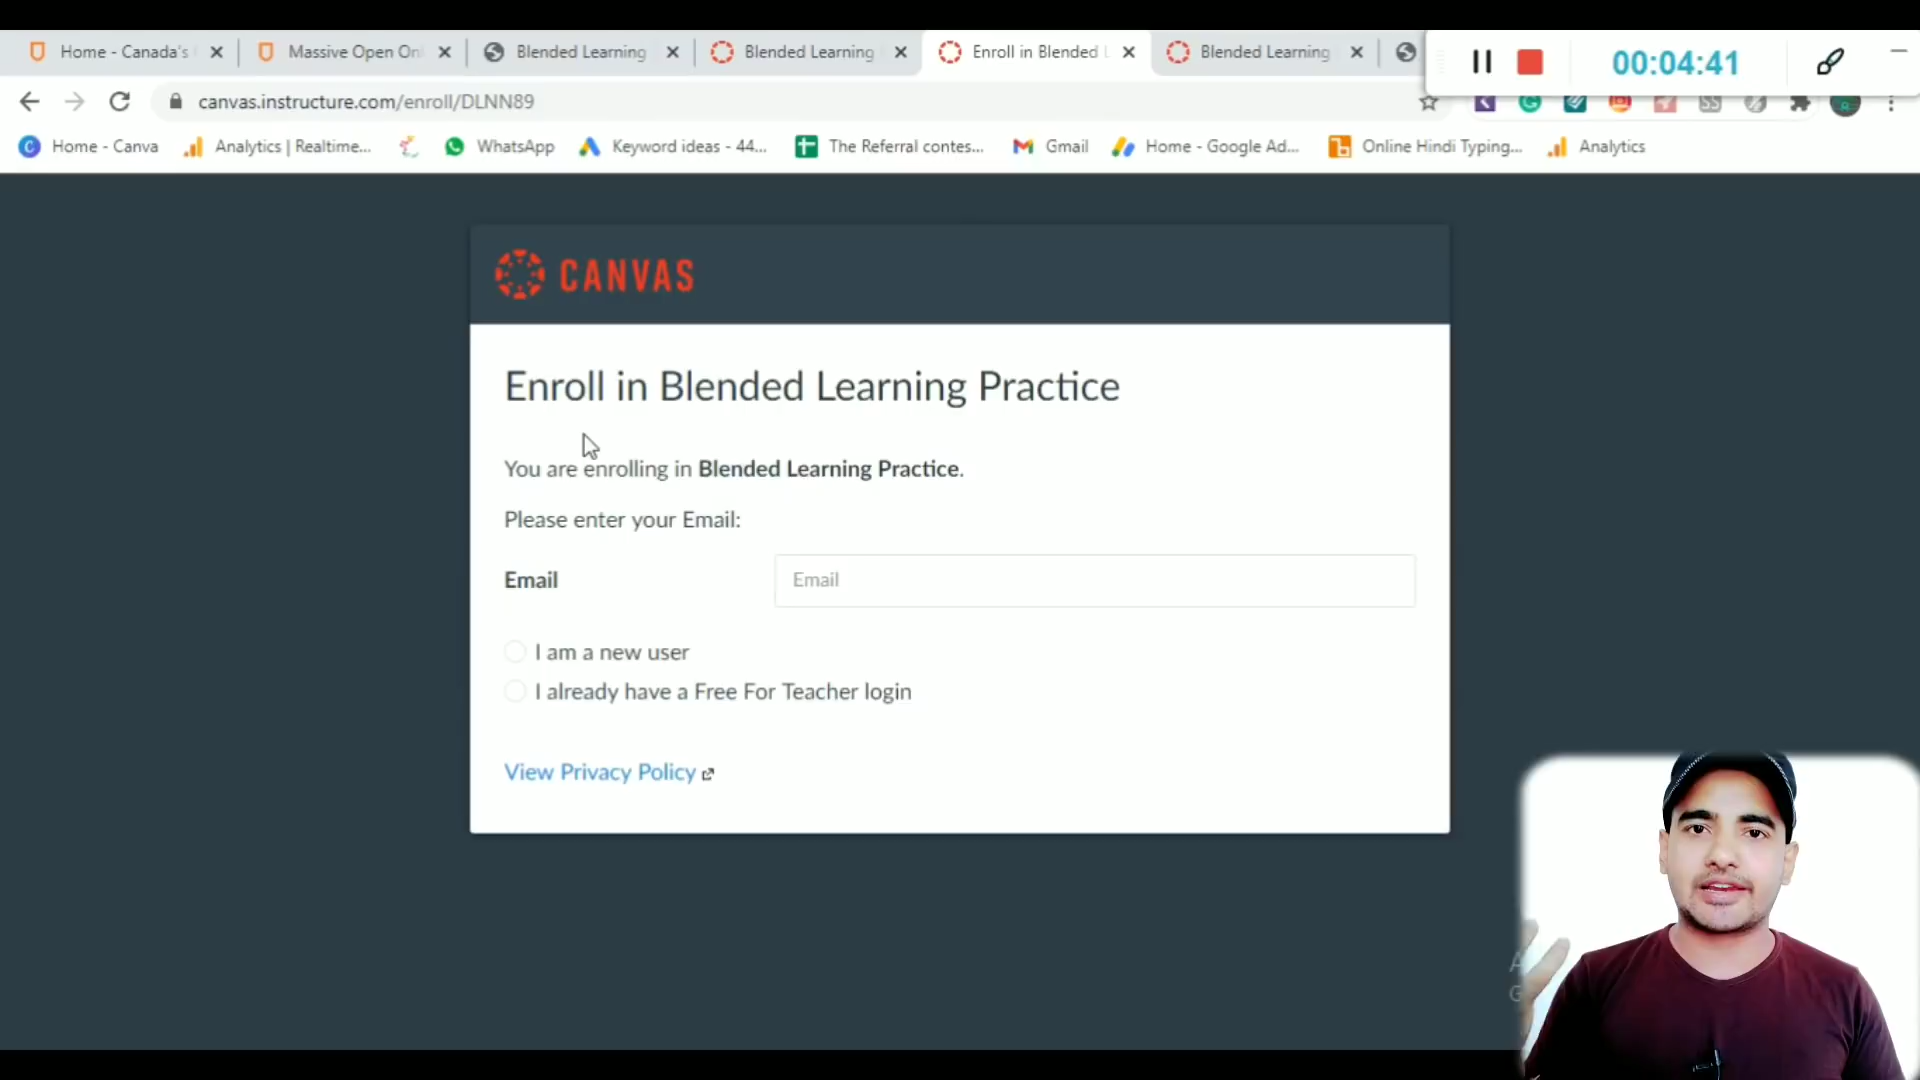 Home - Canada's
Massive Open Onl
Blended Learning
Blended Learning
Enroll in Blended L
Blended Learning
00:04:41
canvas.instructure.com/enroll/DLNN89
Home - Canva
Analytics | Realtime...
WhatsApp
Keyword ideas - 44...
The Referral contes...
Gmail
Home - Google Ad...
Online Hindi Typing...
Analytics
CANVAS
Enroll in Blended Learning Practice
You are enrolling in Blended Learning Practice.
Please enter your Email:
Email
Email
I am a new user
I already have a Free For Teacher login
View Privacy Policy